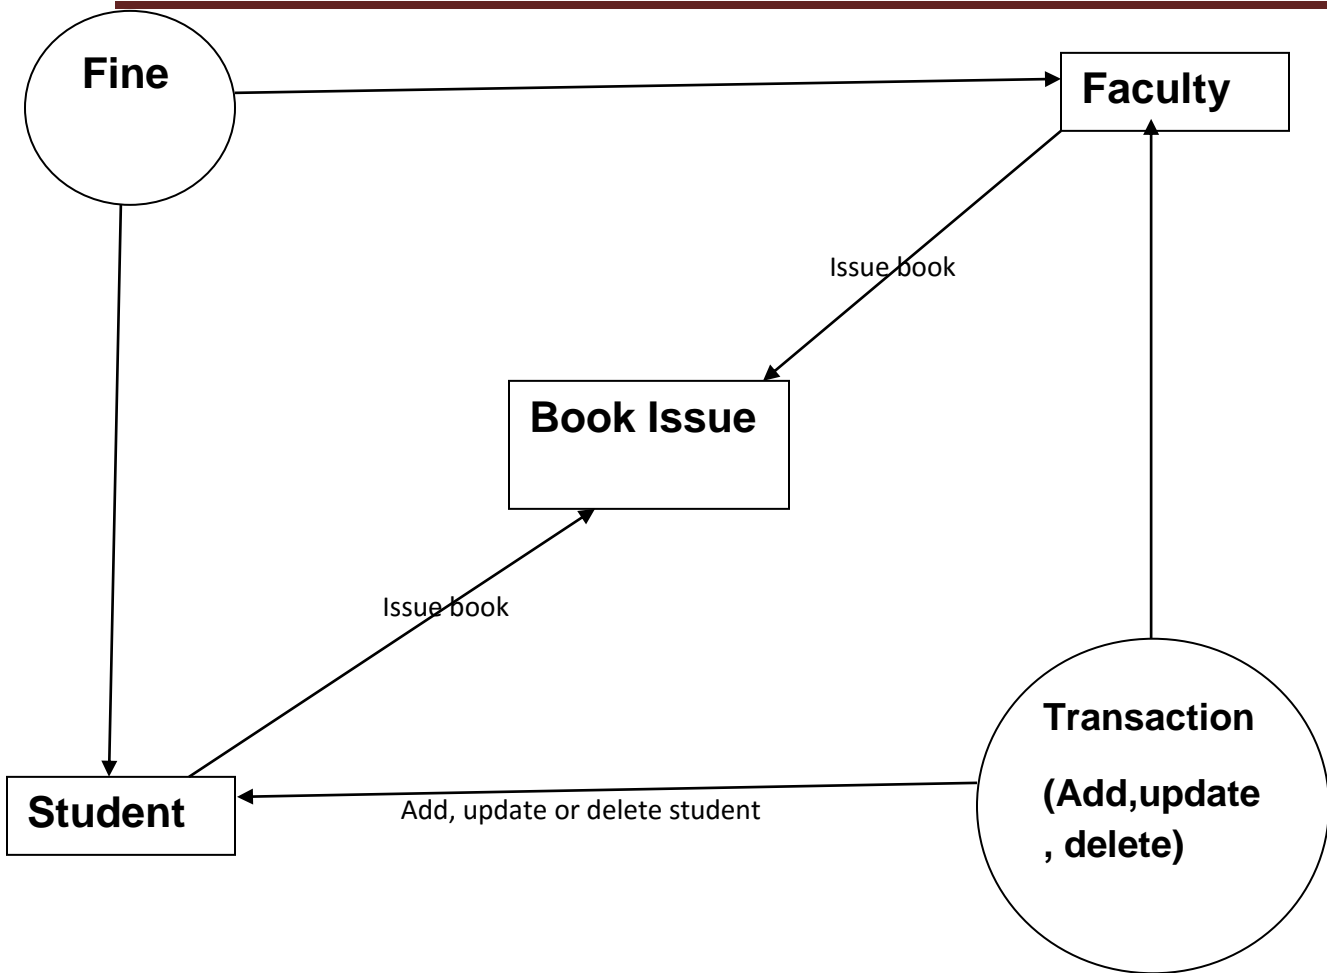 Fine
Faculty
Issue book
Book Issue
Issue book
Transaction
(Add,update
, delete)
Student
Add, update or delete student